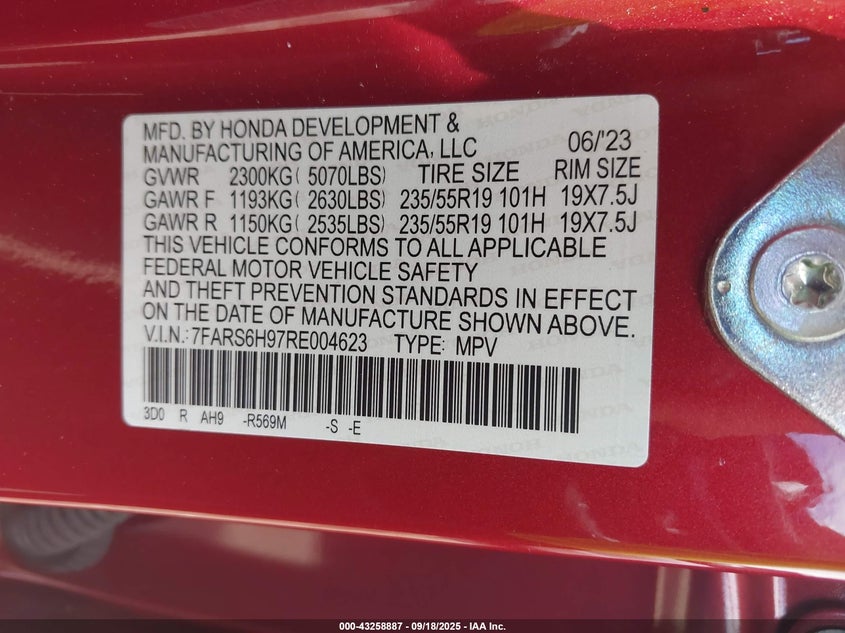 MFD. BY HONDA DEVELOPMENT &
MANUFACTURING OF AMERICA, LLC 06/'23
GVWR 2300KG( 5070LBS) TIRE SIZE RIM SIZE
GAWR F 1193KG( 2630LBS) 235/55R19 101H 19X7.5J
GAWR R 1150KG( 2535LBS) 235/55R19 101H 19X7.5J
THIS VEHICLE CONFORMS TO ALL APPLICABLE
FEDERAL MOTOR VEHICLE SAFETY
AND THEFT PREVENTION STANDARDS IN EFFECT
ON THE DATE OF MANUFACTURE SHOWN ABOVE.
V.I.N.: 7FARS6H97RE004623 TYPE: MPV
3D0 R AH9 -R569M -S -E
000-43258887 - 09/18/2025 - IAA Inc.